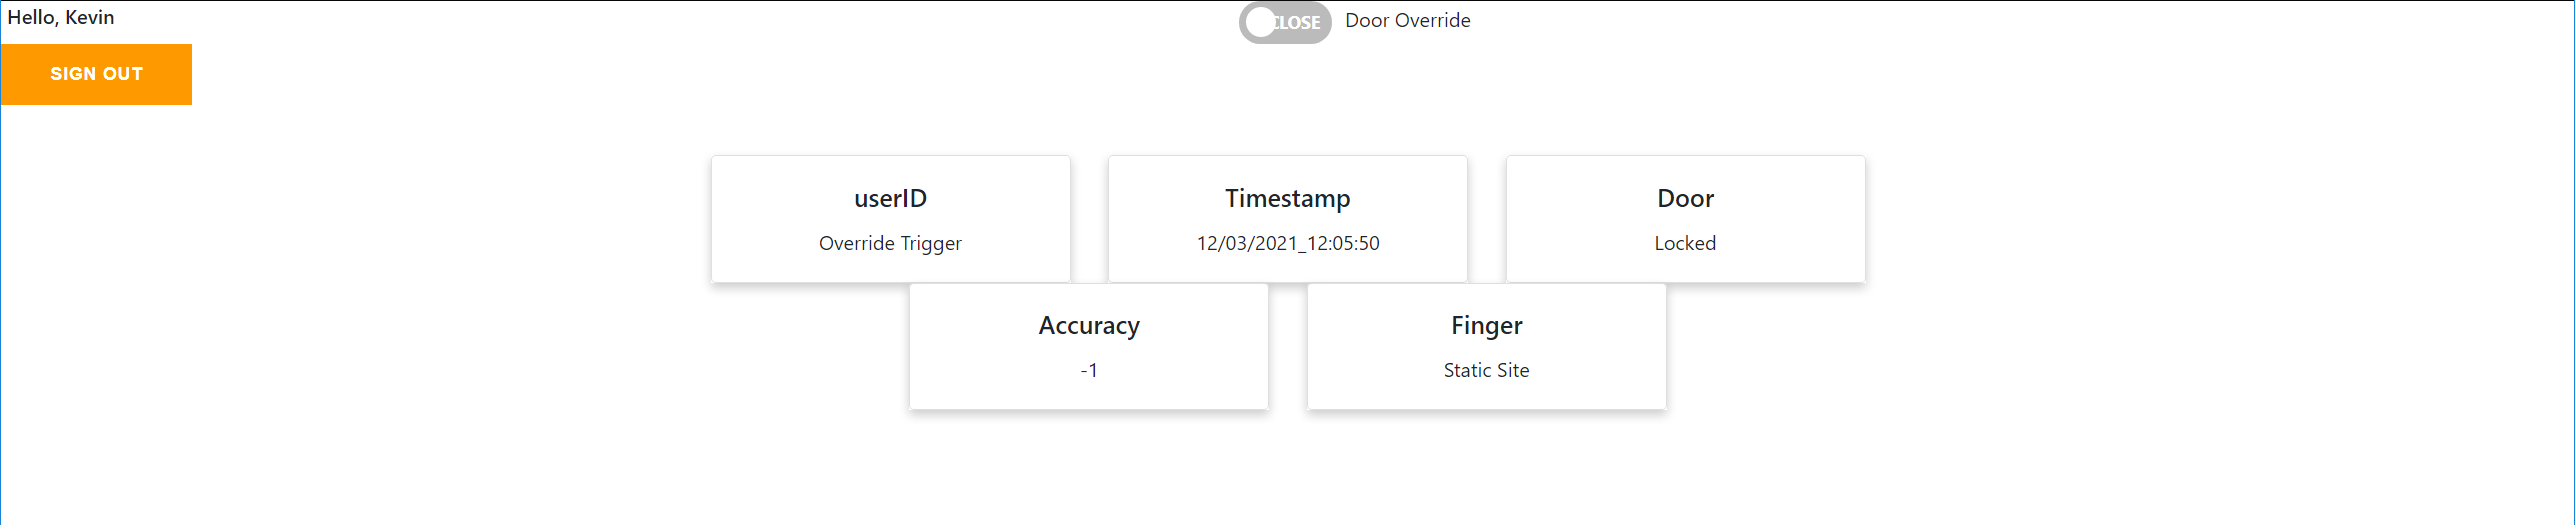 Hello, Kevin
CLOSE Door Override
SIGN OUT
userID
Override Trigger
Timestamp
12/03/2021_12:05:50
Door
Locked
Accuracy
-1
Finger
Static Site